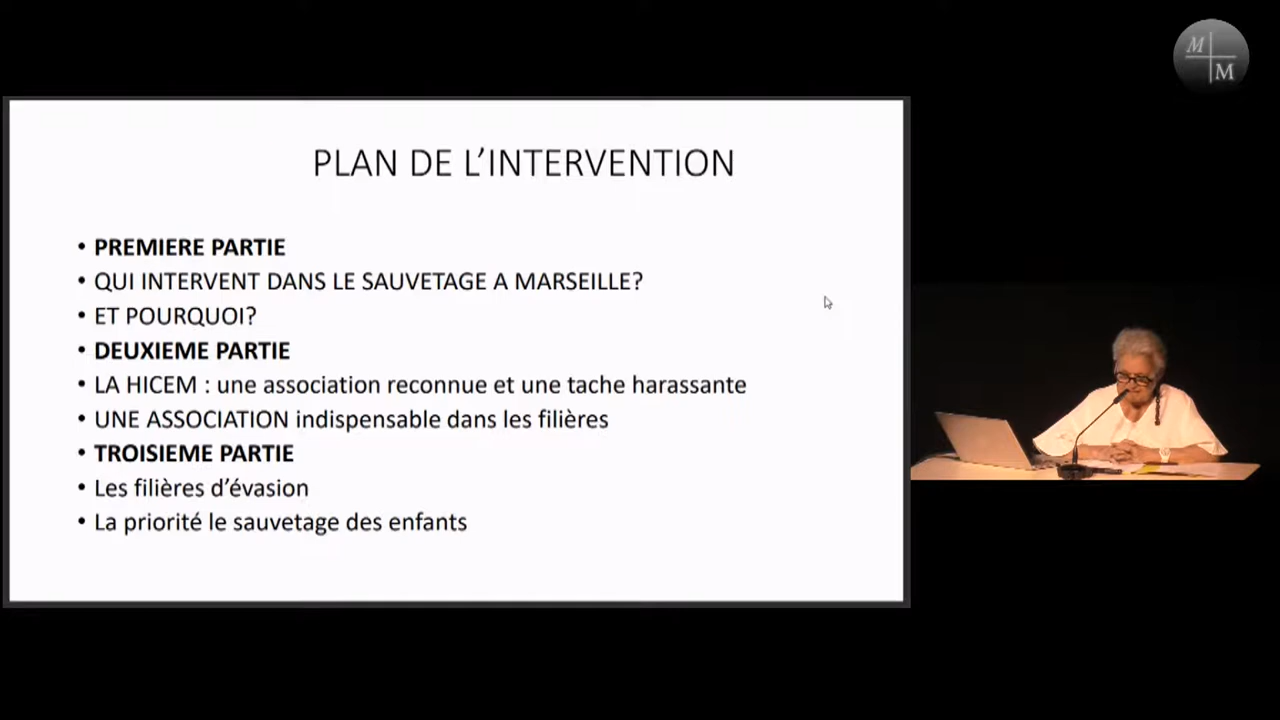 M
M
PLAN DE L’INTERVENTION
• PREMIERE PARTIE
• QUI INTERVENT DANS LE SAUVETAGE A MARSEILLE?
• ET POURQUOI?
• DEUXIEME PARTIE
• LA HICEM : une association reconnue et une tache harassante
• UNE ASSOCIATION indispensable dans les filières
• TROISIEME PARTIE
• Les filières d’évasion
• La priorité le sauvetage des enfants